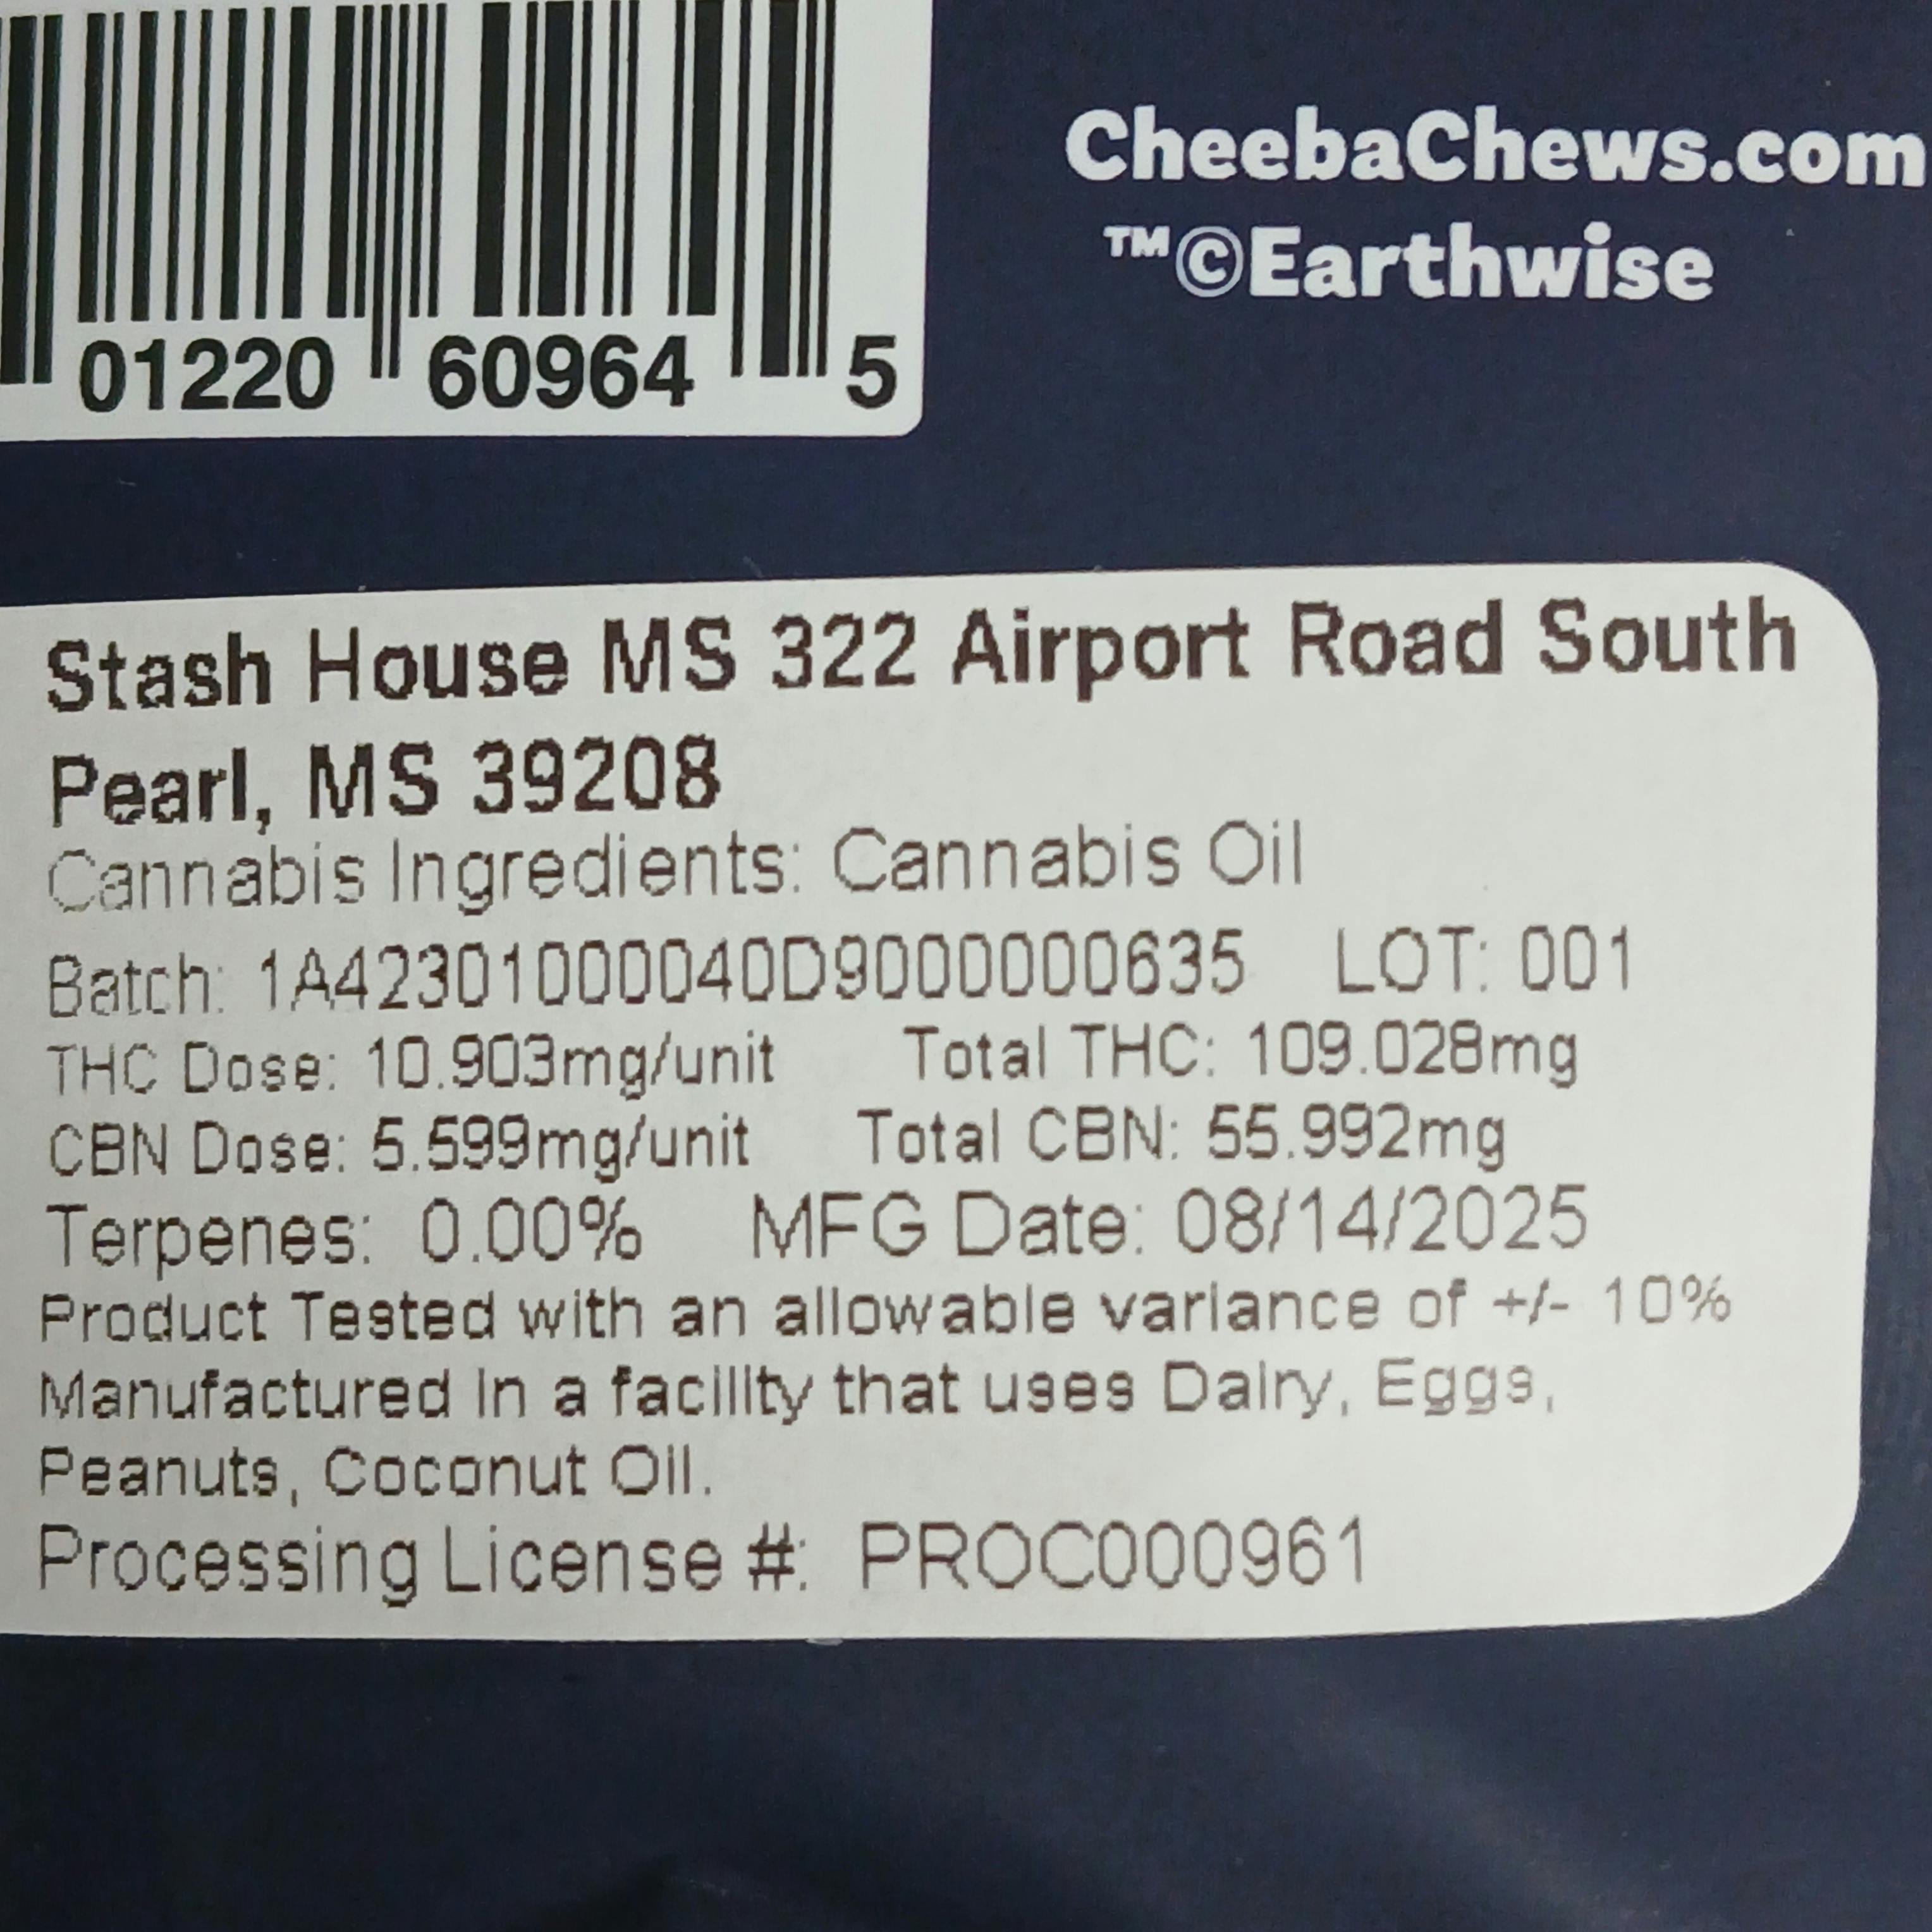 01220 60964 5
CheebaChews.com
™©Earthwise
Stash House MS 322 Airport Road South
Pearl, MS 39208
Cannabis Ingredients: Cannabis Oil
Batch: 1A42301000040D9000000635 LOT: 001
THC Dose: 10.903mg/unit Total THC: 109.028mg
CBN Dose: 5.599mg/unit Total CBN: 55.992mg
Terpenes: 0.00% MFG Date: 08/14/2025
Product Tested with an allowable variance of +/- 10%
Manufactured in a facility that uses Dairy, Eggs,
Peanuts, Coconut Oil.
Processing License #: PROC000961